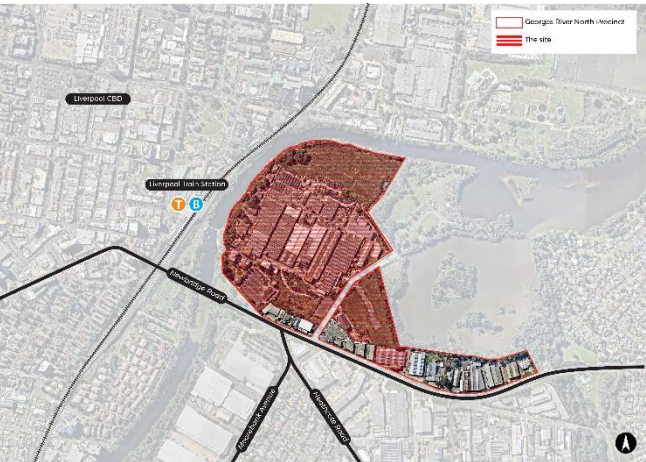 Georges River North Precinct
The site
Liverpool CBD
Liverpool Train Station
T B
Newbridge Road
Moorebank Avenue
Heathcote Road